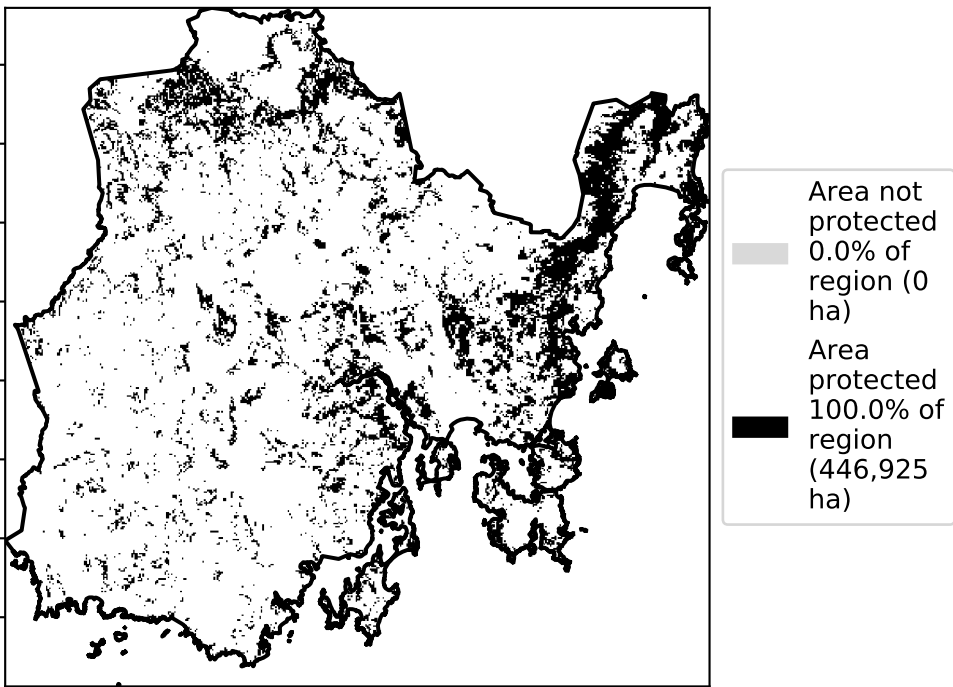 Area not
protected
0.0% of
region (0
ha)
Area
protected
100.0% of
region
(446,925
ha)